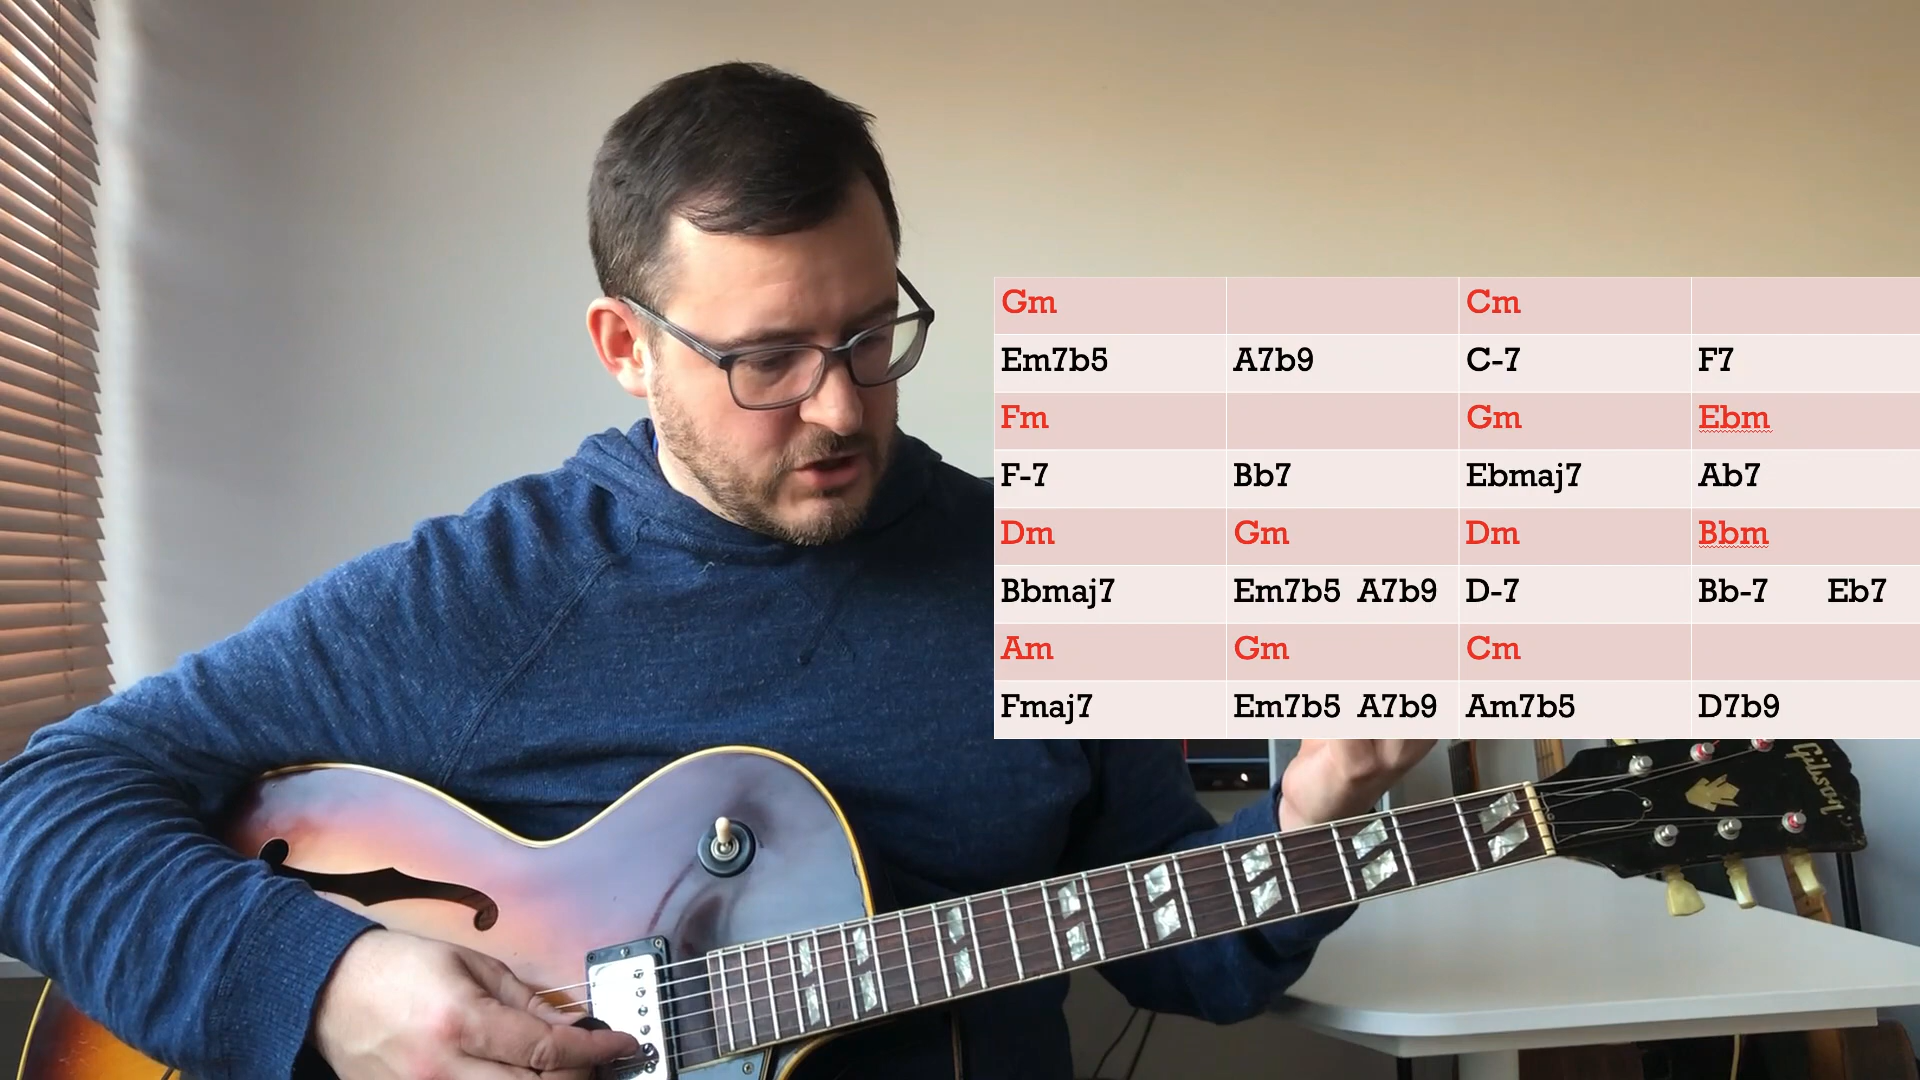 Gm Cm
Em7b5 A7b9 C-7 F7
Fm Gm Ebm
F-7 Bb7 Ebmaj7 Ab7
Dm Gm Dm Bbm
Bbmaj7 Em7b5 A7b9 D-7 Bb-7 Eb7
Am Gm Cm
Fmaj7 Em7b5 A7b9 Am7b5 D7b9
Gibson